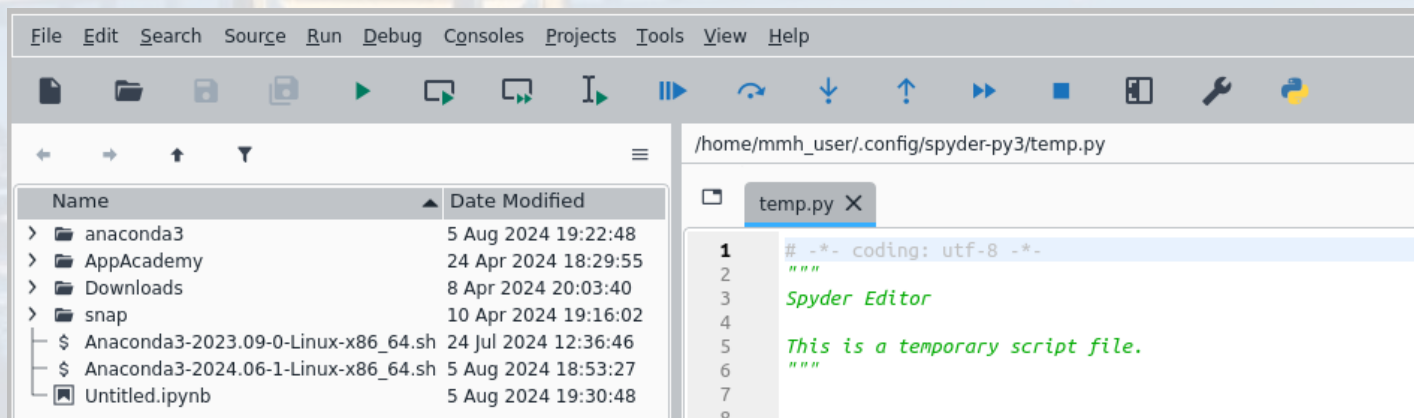 File Edit Search Source Run Debug Consoles Projects Tools View Help
/home/mmh_user/.config/spyder-py3/temp.py
Name Date Modified
anaconda3 5 Aug 2024 19:22:48
AppAcademy 24 Apr 2024 18:29:55
Downloads 8 Apr 2024 20:03:40
snap 10 Apr 2024 19:16:02
$ Anaconda3-2023.09-0-Linux-x86_64.sh 24 Jul 2024 12:36:46
$ Anaconda3-2024.06-1-Linux-x86_64.sh 5 Aug 2024 18:53:27
Untitled.ipynb 5 Aug 2024 19:30:48
temp.py
1 # -*- coding: utf-8 -*-
2 """
3 Spyder Editor
4
5 This is a temporary script file.
6 """
7
8